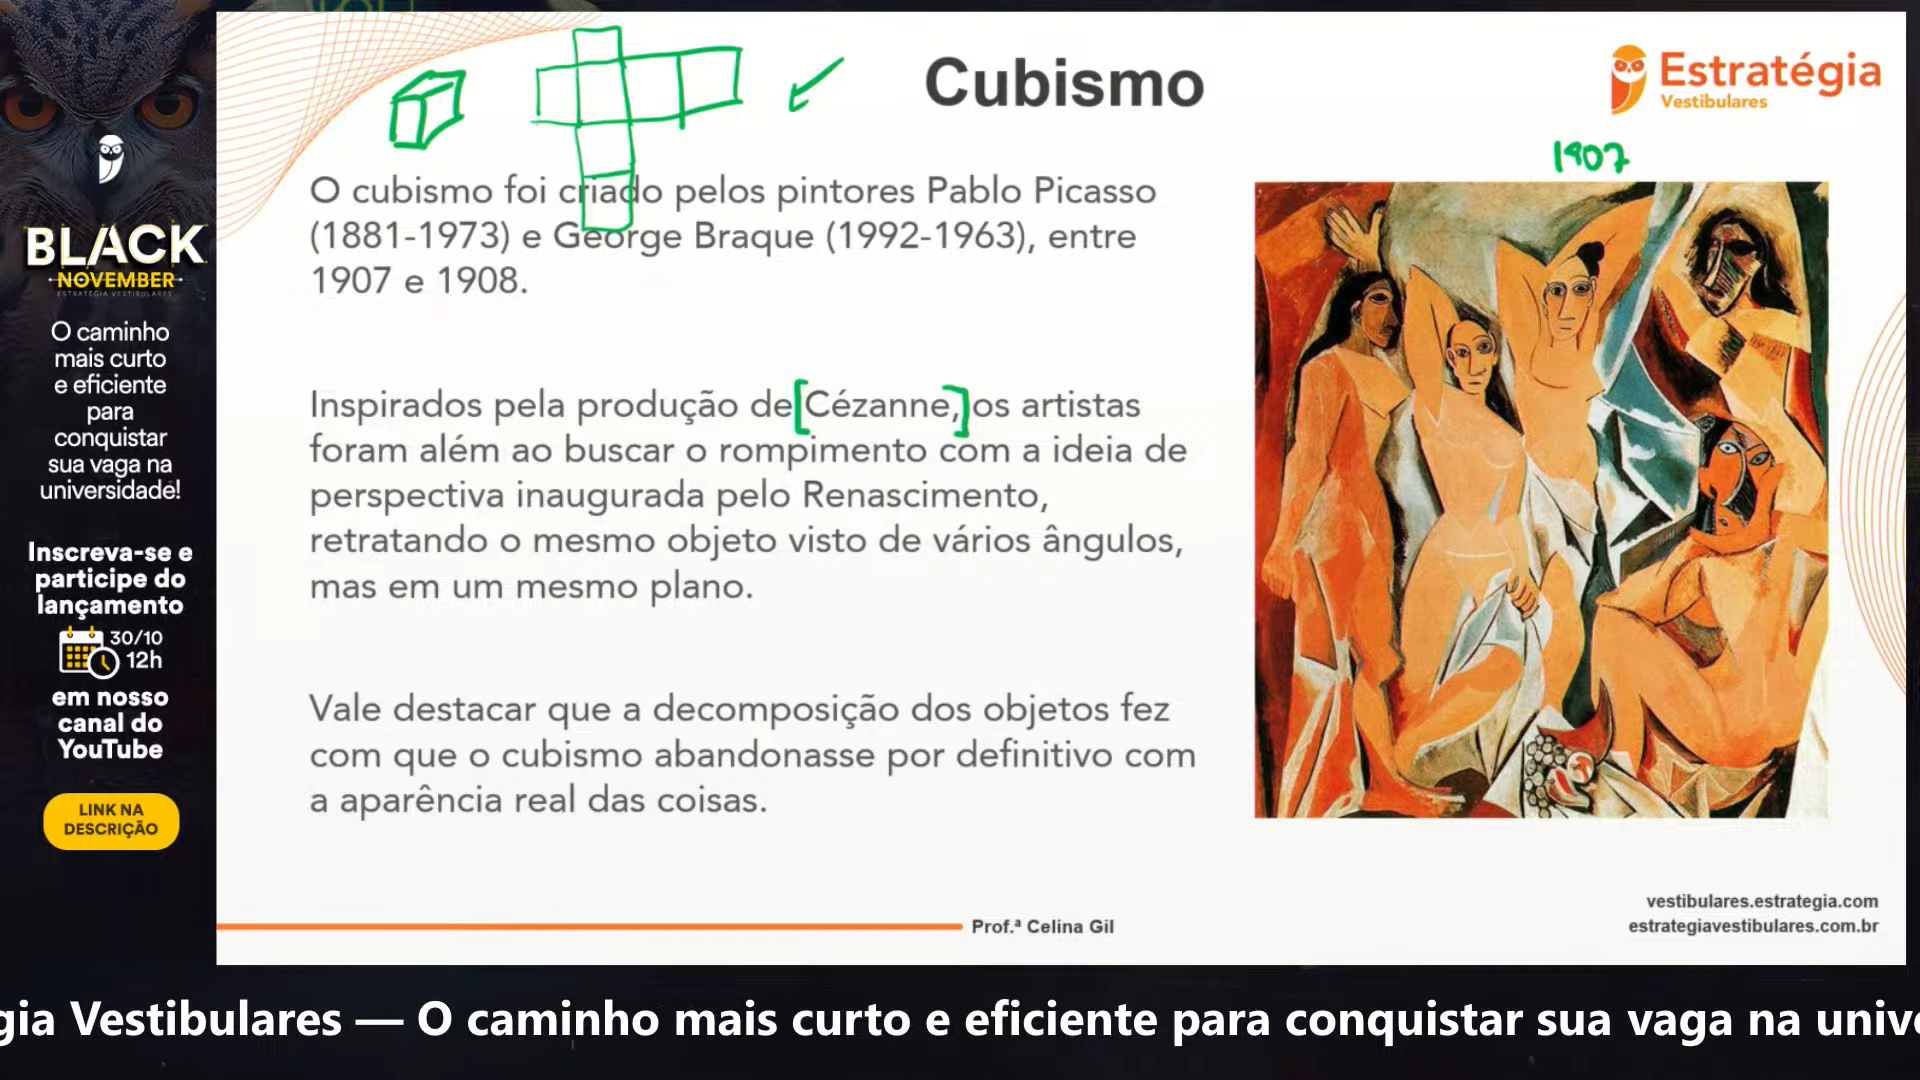 BLACK
NOVEMBER
ESTRATÉGIA VESTIBULARES
O caminho
mais curto
e eficiente
para
conquistar
sua vaga na
universidade!
Inscreva-se e
participe do
lançamento
30/10
12h
em nosso
canal do
YouTube
LINK NA
DESCRIÇÃO
Cubismo
Estratégia
Vestibulares
1907
O cubismo foi criado pelos pintores Pablo Picasso
(1881-1973) e George Braque (1992-1963), entre
1907 e 1908.
Inspirados pela produção de [Cézanne,] os artistas
foram além ao buscar o rompimento com a ideia de
perspectiva inaugurada pelo Renascimento,
retratando o mesmo objeto visto de vários ângulos,
mas em um mesmo plano.
Vale destacar que a decomposição dos objetos fez
com que o cubismo abandonasse por definitivo com
a aparência real das coisas.
Prof.ª Celina Gil
vestibulares.estrategia.com
estrategiavestibulares.com.br
gia Vestibulares — O caminho mais curto e eficiente para conquistar sua vaga na unive